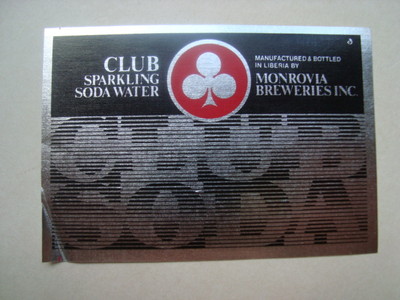 CLUB
SPARKLING
SODA WATER
MANUFACTURED & BOTTLED
IN LIBERIA BY
MONROVIA
BREWERIES INC.
CLUB
SODA